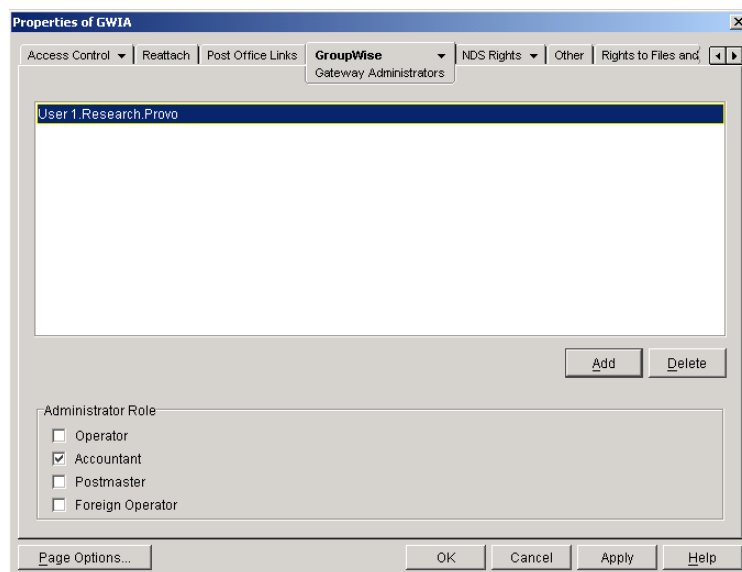 Properties of GWIA
Access Control Reattach Post Office Links GroupWise NDS Rights Other Rights to Files and
Gateway Administrators
User 1.Research.Provo
Add Delete
Administrator Role
Operator
Accountant
Postmaster
Foreign Operator
Page Options... OK Cancel Apply Help